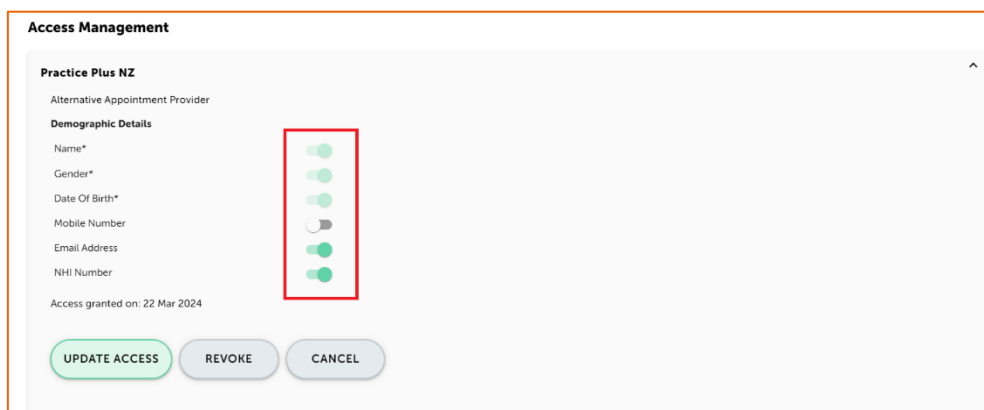 Access Management
Practice Plus NZ
Alternative Appointment Provider
Demographic Details
Name*
Gender*
Date Of Birth*
Mobile Number
Email Address
NHI Number
Access granted on: 22 Mar 2024
UPDATE ACCESS REVOKE CANCEL